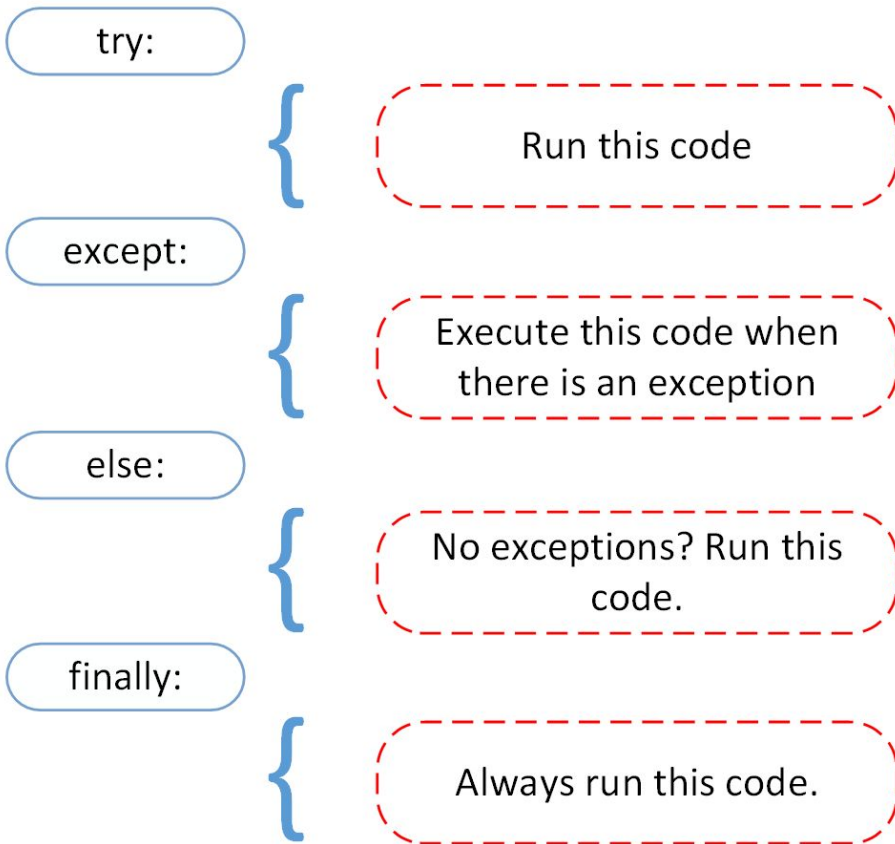 try:
Run this code
except:
Execute this code when
there is an exception
else:
No exceptions? Run this
code.
finally:
Always run this code.